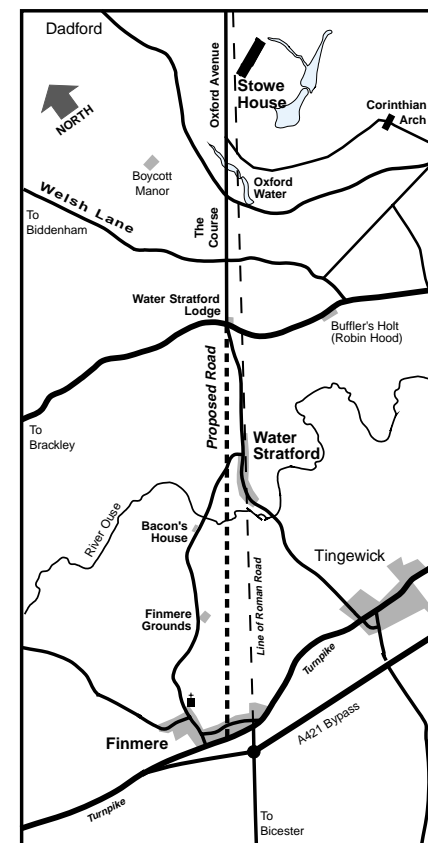 Dadford
Oxford Avenue
Stowe
House
NORTH
Corinthian
Arch
Boycott
Manor
Oxford
Water
Welsh Lane
To
Biddenham
The
Course
Water Stratford
Lodge
Buffler's Holt
(Robin Hood)
Proposed Road
To
Brackley
Water
Stratford
River Ouse
Bacon's
House
Tingewick
Finmere
Grounds
Line of Roman Road
Turnpike
A421 Bypass
Finmere
Turnpike
To
Bicester